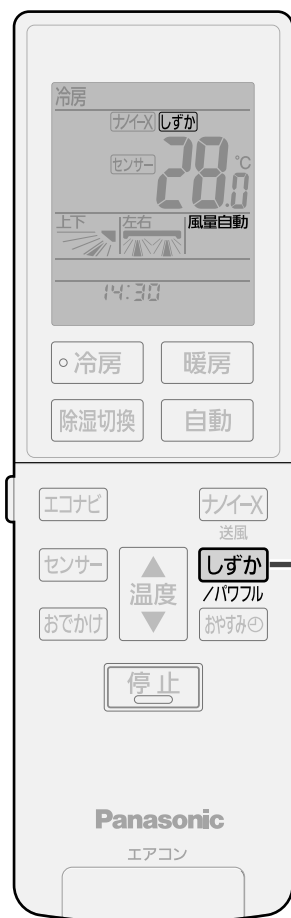 冷房
ナノイーX しずか
センサー 28.0℃
上下 左右 風量自動
14:30
冷房 暖房
除湿切換 自動
エコナビ ナノイーX
送風
センサー ▲ しずか
温度 /パワフル
おでかけ ▼ おやすみ
停止
Panasonic
エアコン